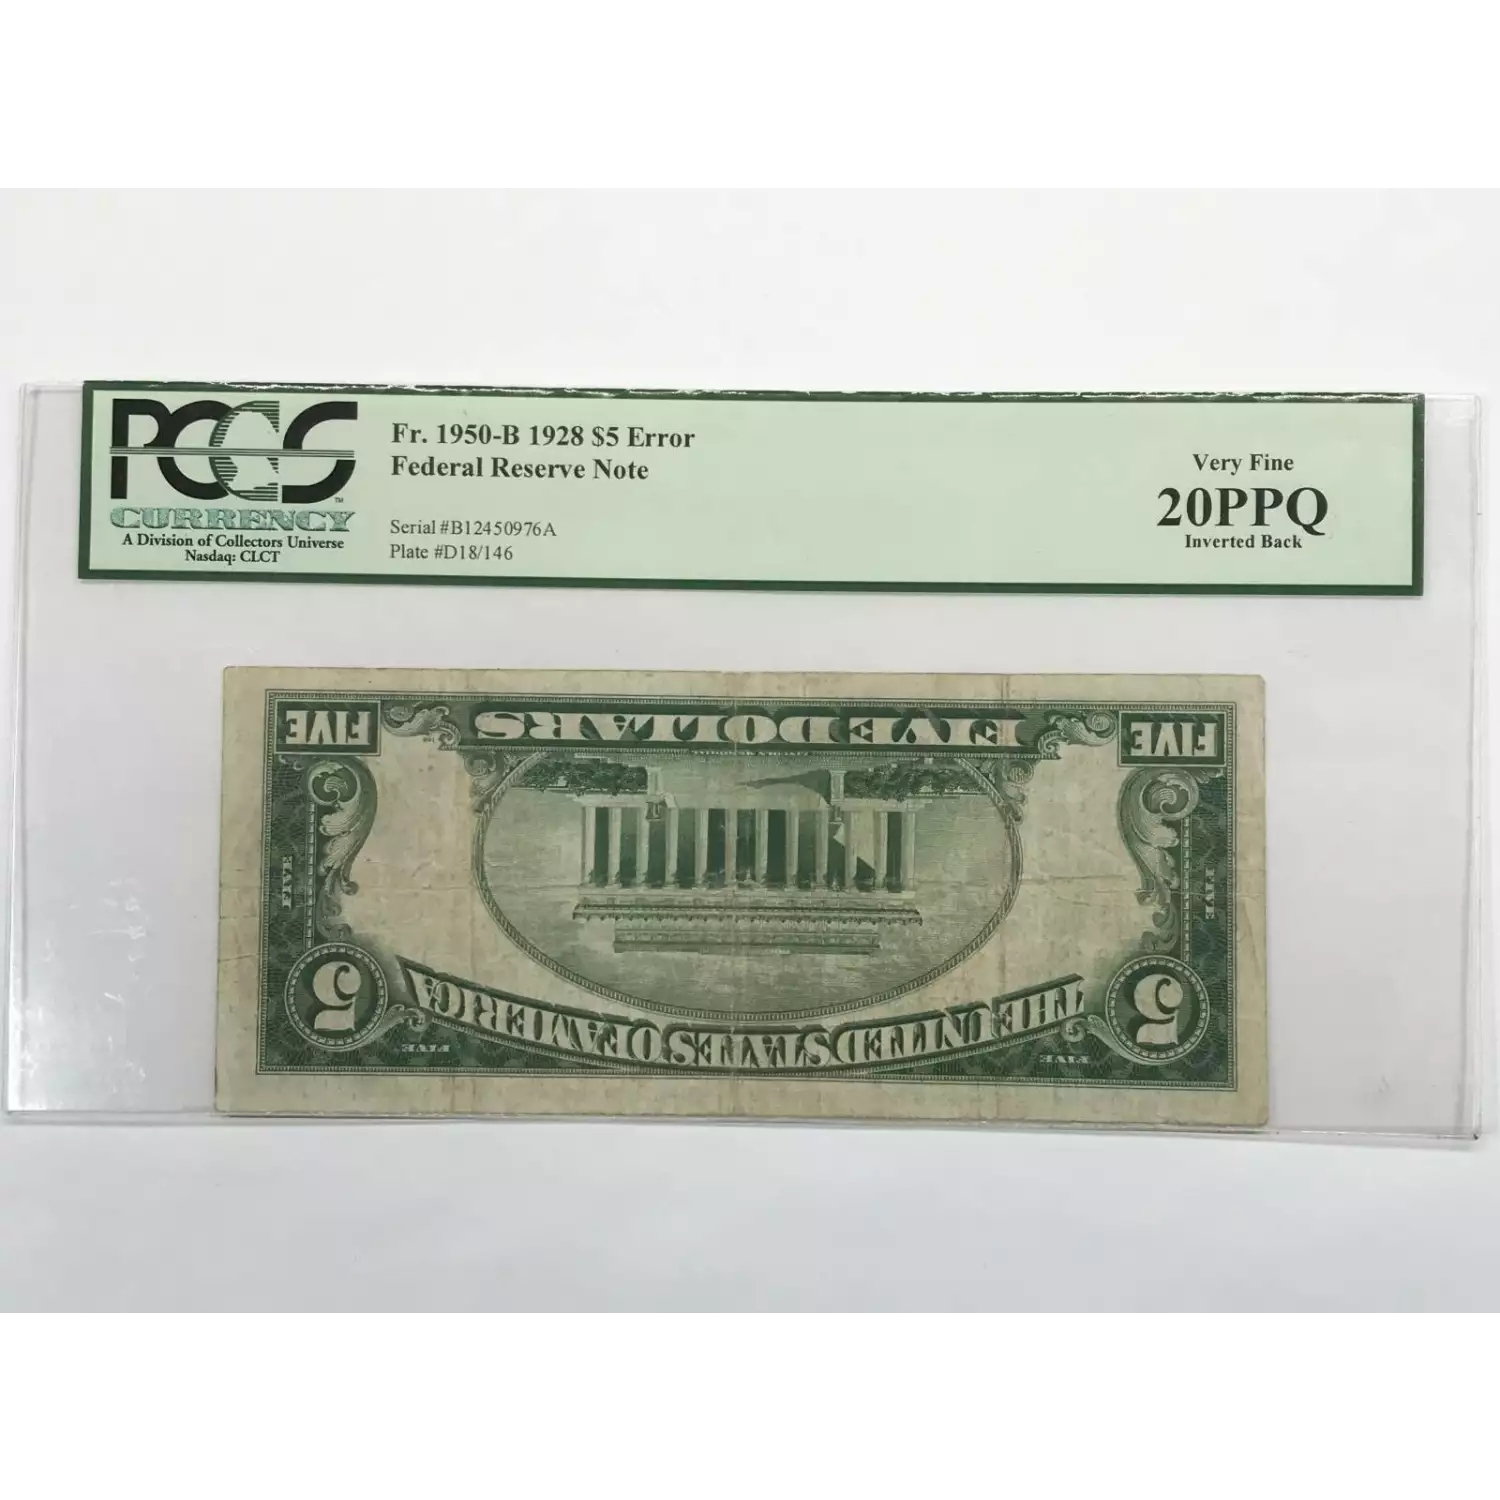 PCGS
™
CURRENCY
A Division of Collectors Universe
Nasdaq: CLCT
Fr. 1950-B 1928 $5 Error
Federal Reserve Note
Serial #B12450976A
Plate #D18/146
Very Fine
20PPQ
Inverted Back
THE UNITED STATES OF AMERICA
5 5
FIVE FIVE
FIVE FIVE
FIVE FIVE
FIVE DOLLARS